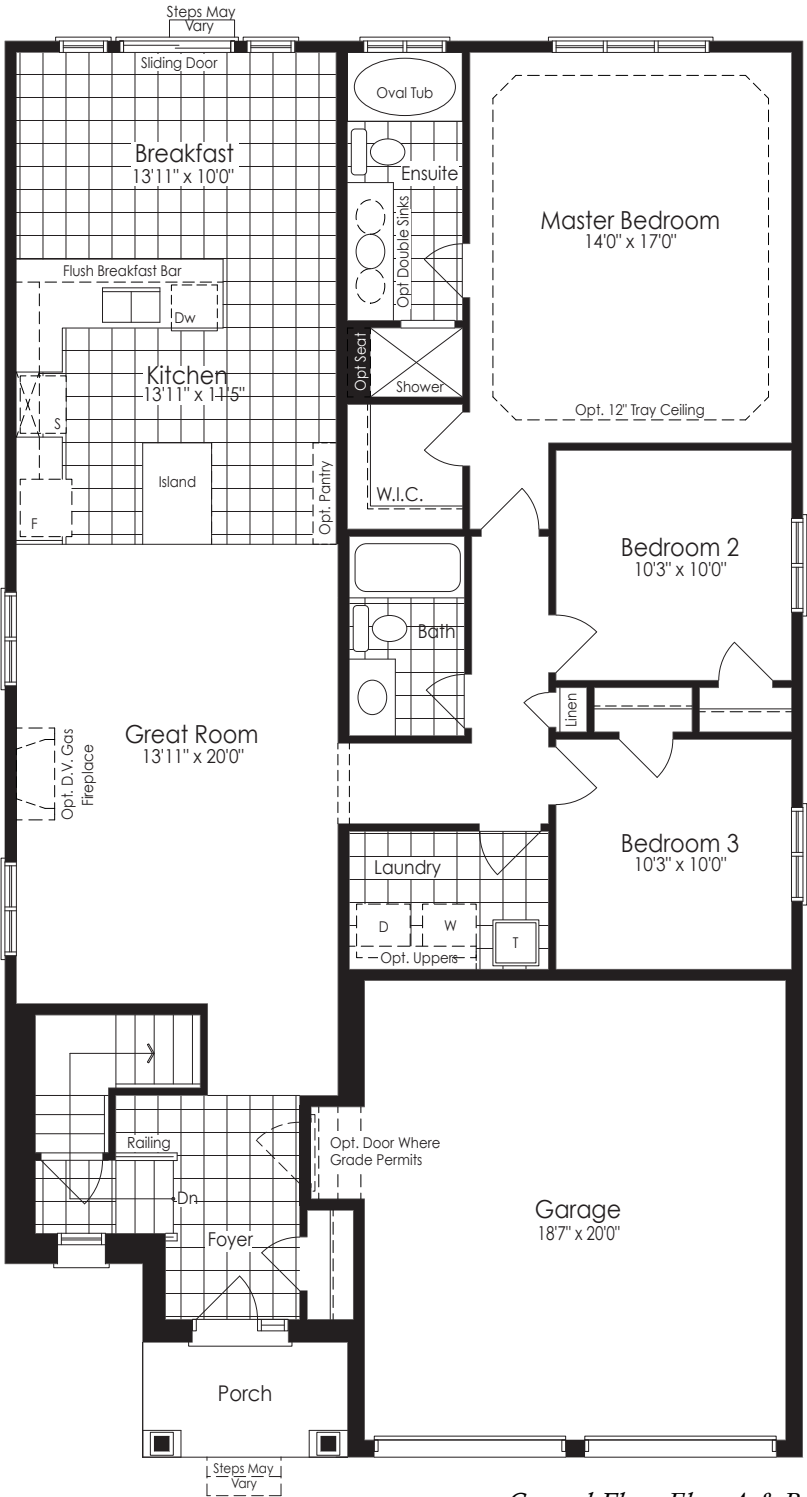 Steps May
Vary
Sliding Door
Breakfast
13'11" x 10'0"
Oval Tub
Ensuite
Opt Double Sinks
Master Bedroom
14'0" x 17'0"
Flush Breakfast Bar
Dw
Kitchen
13'11" x 11'5"
S
Opt Seat
Shower
Opt. 12" Tray Ceiling
Island
F
Opt. Pantry
W.I.C.
Bedroom 2
10'3" x 10'0"
Bath
Linen
Great Room
13'11" x 20'0"
Opt. D.V. Gas
Fireplace
Bedroom 3
10'3" x 10'0"
Laundry
D
W
T
Opt. Uppers
Railing
Opt. Door Where
Grade Permits
Dn
Foyer
Garage
18'7" x 20'0"
Porch
Steps May
Vary